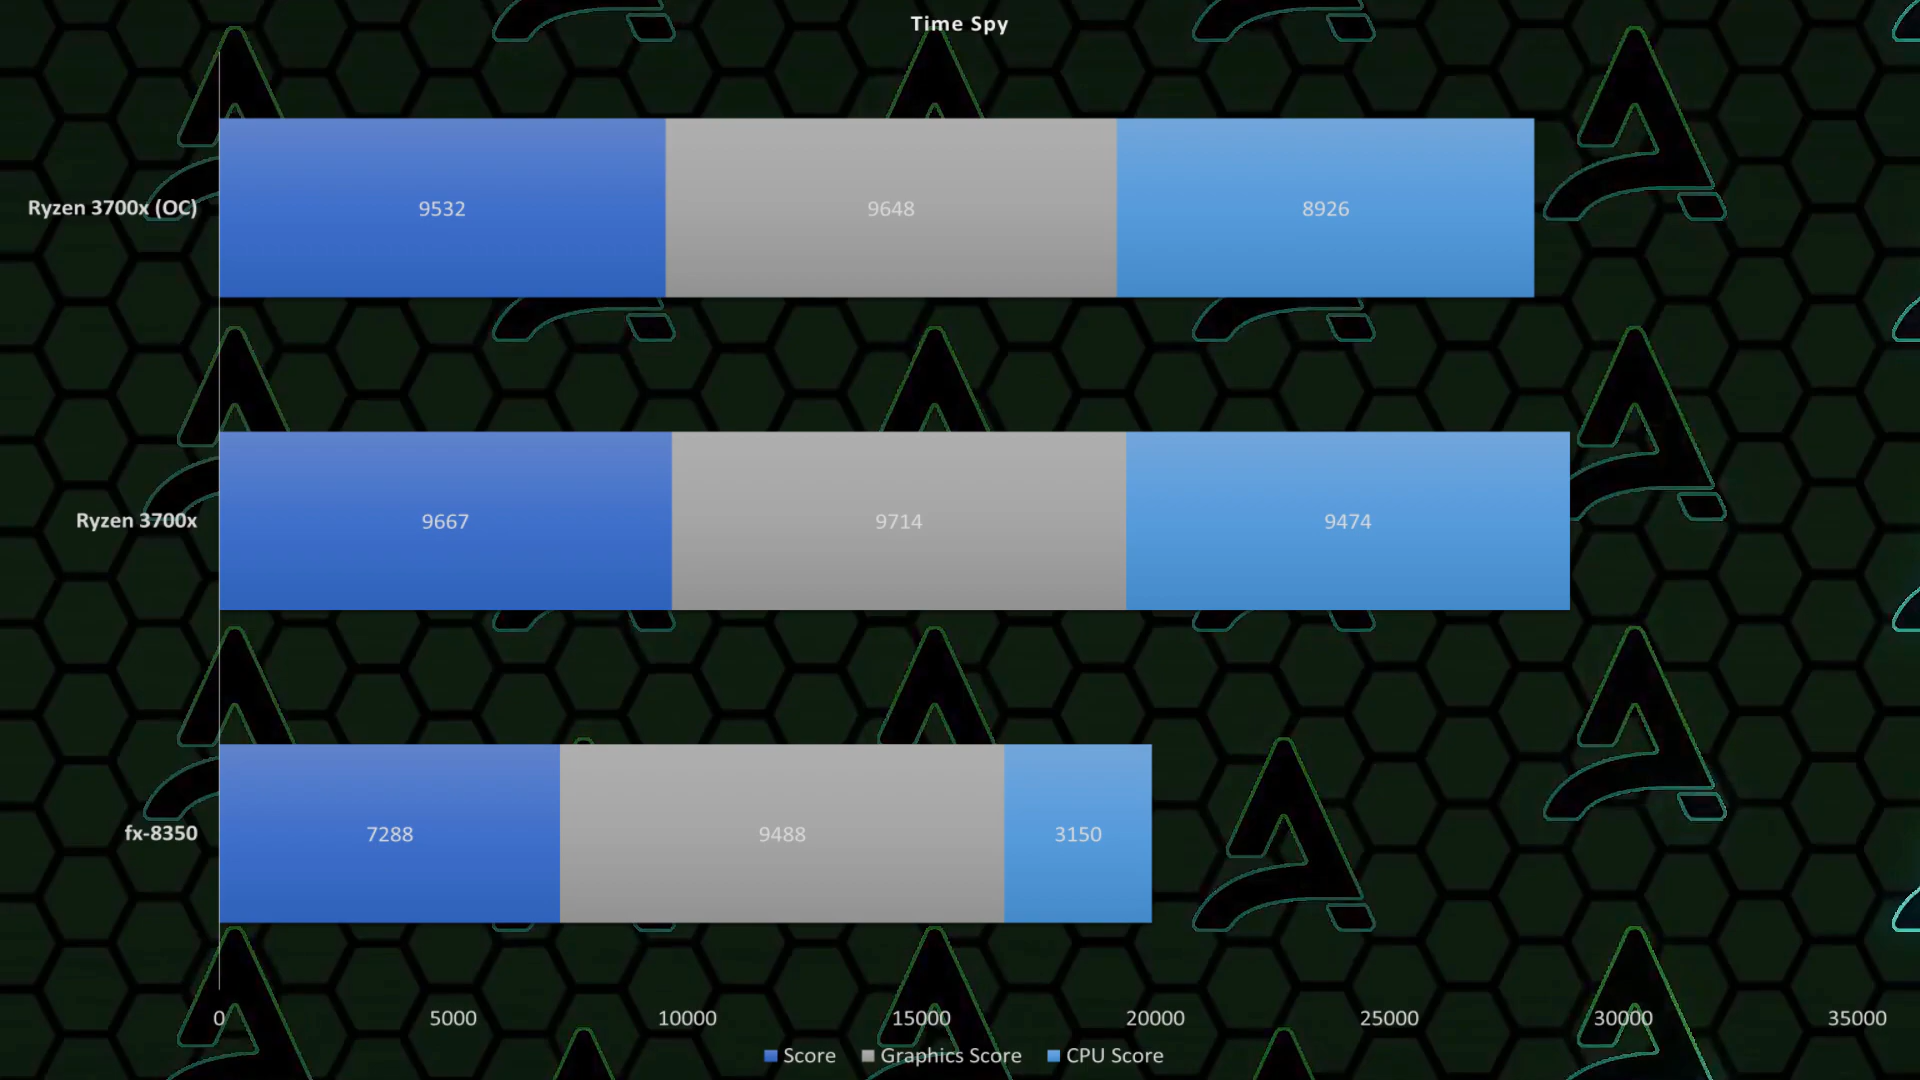 Time Spy
Ryzen 3700x (OC)
9532
9648
8926
Ryzen 3700x
9667
9714
9474
fx-8350
7288
9488
3150
0 5000 10000 15000 20000 25000 30000 35000
Score Graphics Score CPU Score